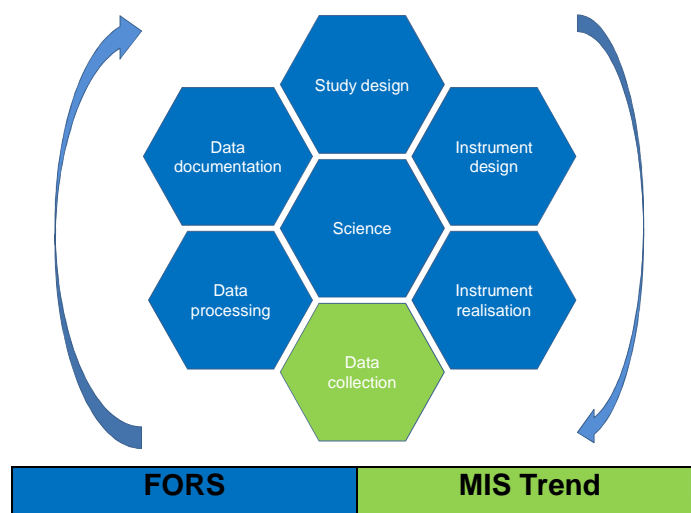 Study design
Data
documentation
Instrument
design
Science
Data
processing
Instrument
realisation
Data
collection
FORS
MIS Trend